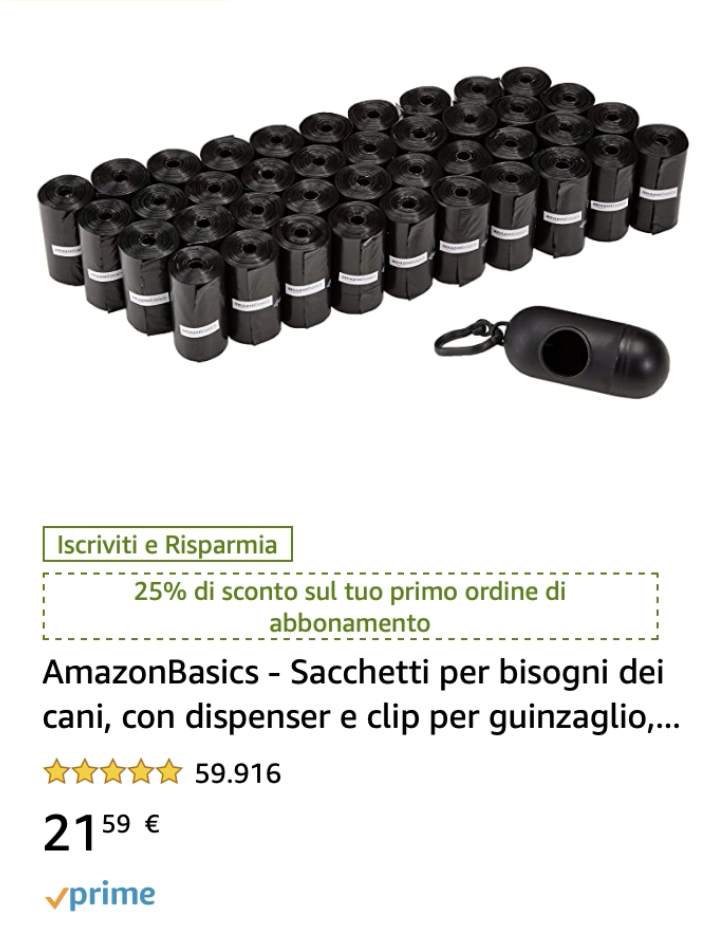 Iscriviti e Risparmia
25% di sconto sul tuo primo ordine di
abbonamento
AmazonBasics - Sacchetti per bisogni dei
cani, con dispenser e clip per guinzaglio,...
59.916
21 59 €
prime